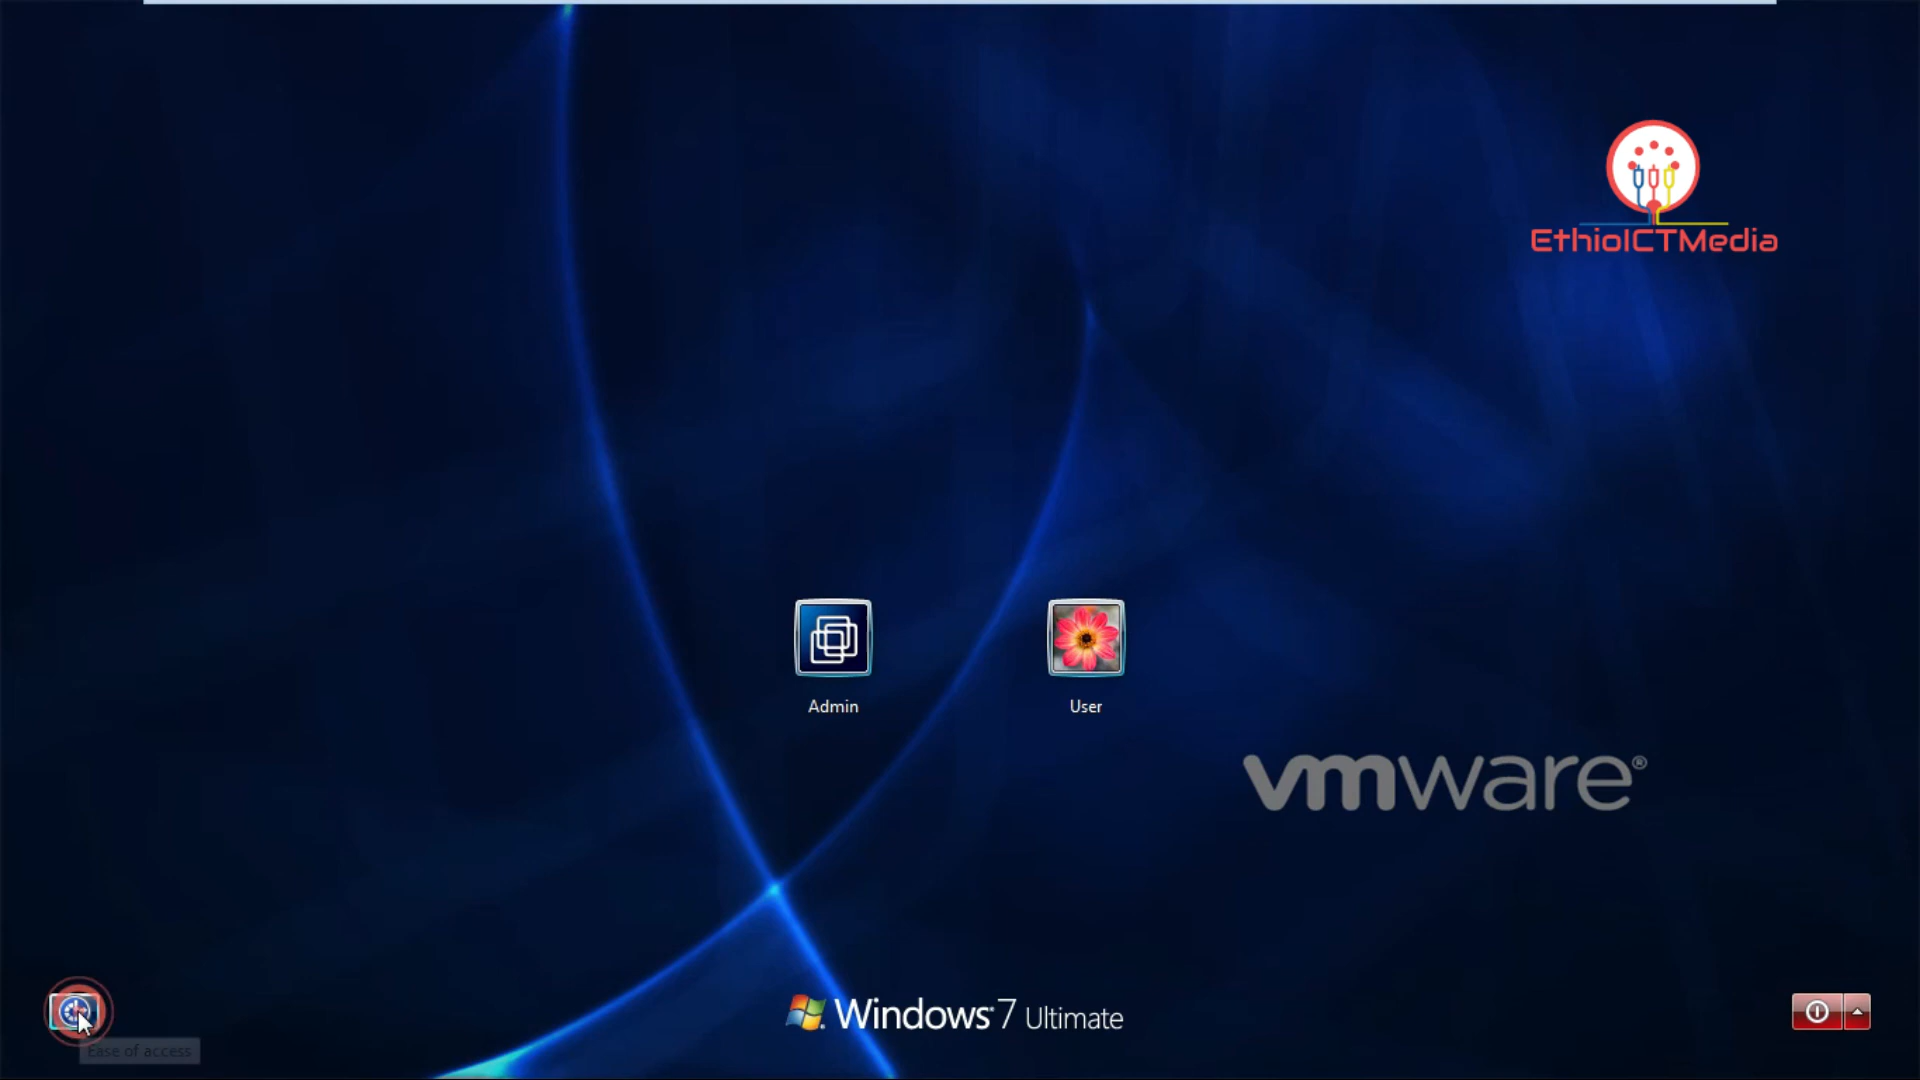 EthioICTMedia
Admin
User
vmware®
Ease of access
Windows 7 Ultimate